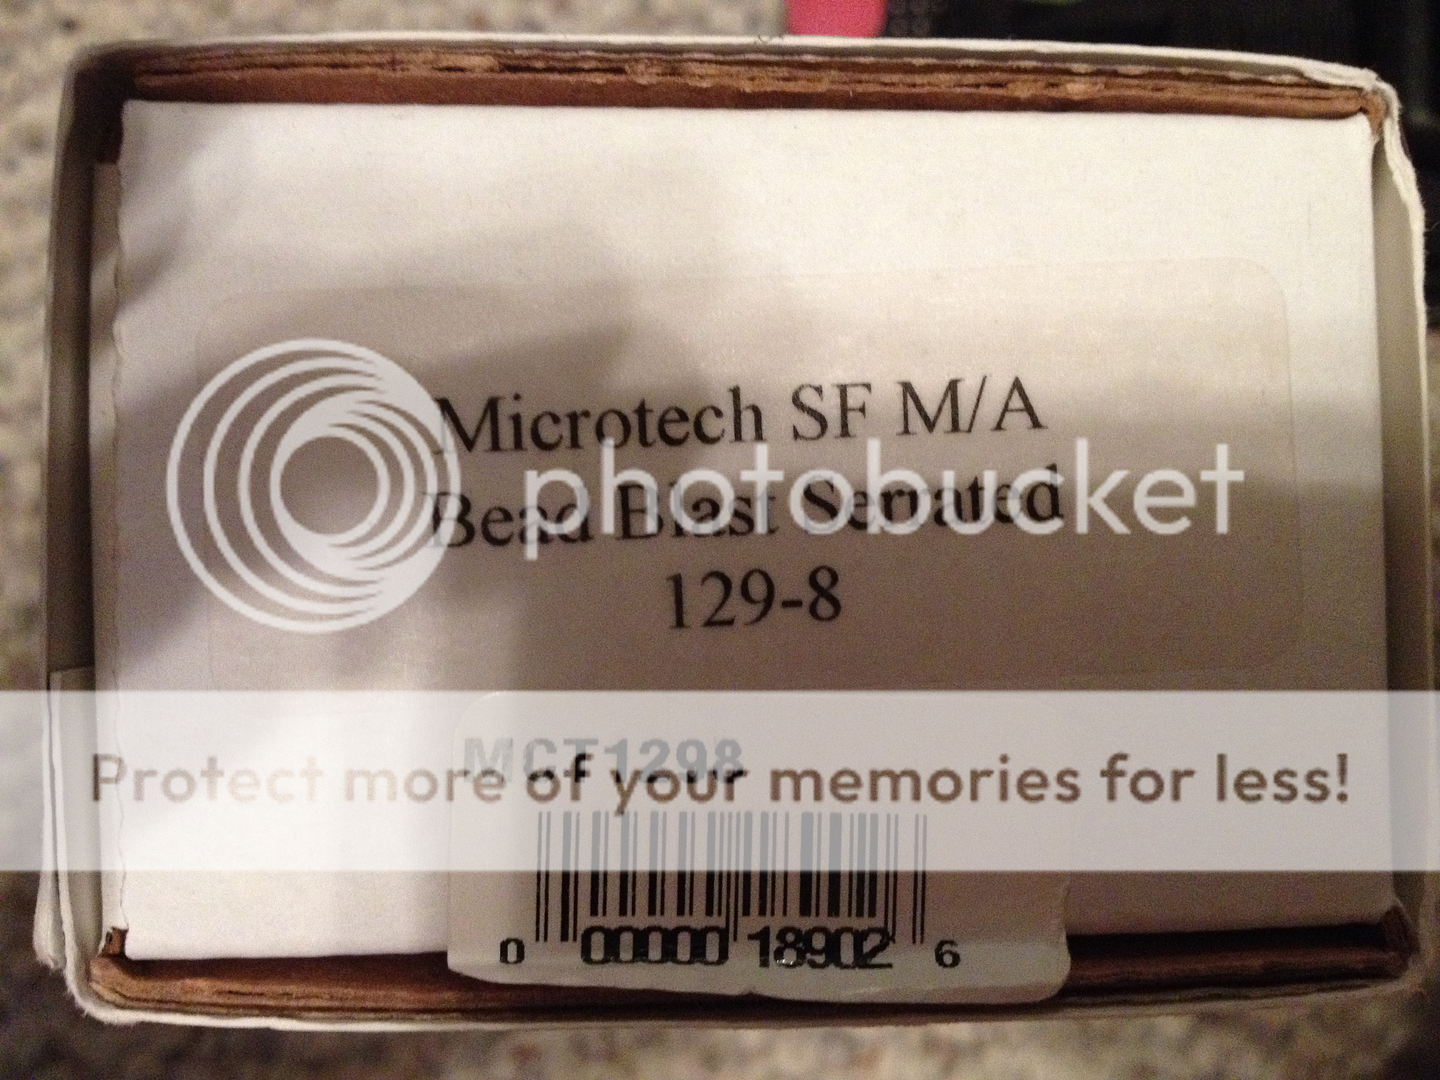 Microtech SF M/A
Bead Blast Serrated
photobucket
129-8
MCT1298
Protect more of your memories for less!
0 00000 18902 6